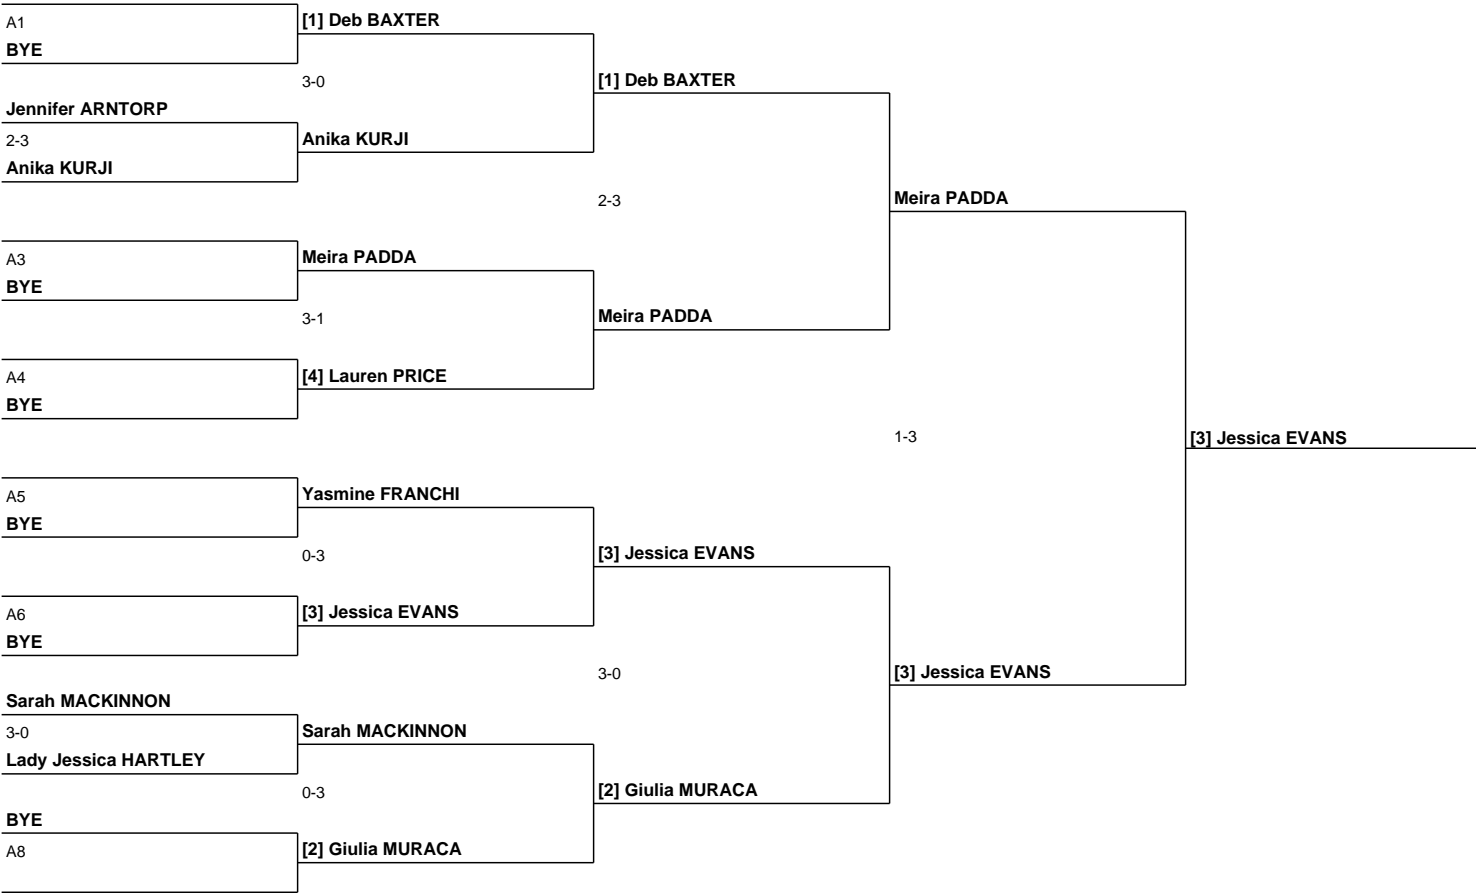 A1
BYE
[1] Deb BAXTER
3-0
Jennifer ARNTORP
2-3
Anika KURJI
Anika KURJI
[1] Deb BAXTER
2-3
A3
BYE
Meira PADDA
3-1
A4
BYE
[4] Lauren PRICE
Meira PADDA
Meira PADDA
1-3
A5
BYE
Yasmine FRANCHI
0-3
A6
BYE
[3] Jessica EVANS
[3] Jessica EVANS
3-0
Sarah MACKINNON
3-0
Lady Jessica HARTLEY
Sarah MACKINNON
0-3
BYE
A8
[2] Giulia MURACA
[2] Giulia MURACA
[3] Jessica EVANS
[3] Jessica EVANS